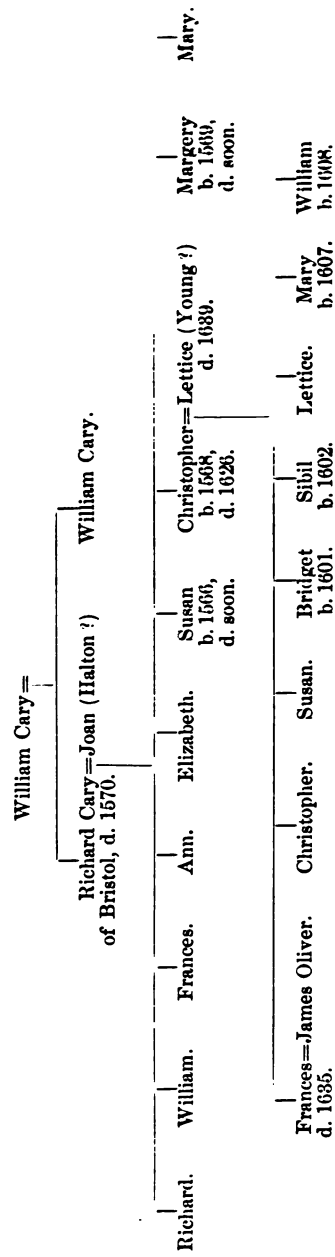 William Cary=
Richard Cary=Joan (Halton ?) William Cary.
of Bristol, d. 1570.
Richard. William. Frances. Ann. Elizabeth. Susan Christopher=Lettice (Young ?) Margery Mary.
b. 1566, b. 1568, d. 1639. b. 1569,
d. soon. d. 1626. d. soon.
Frances=James Oliver. Christopher. Susan. Bridget Sibil Lettice. Mary William
d. 1635. b. 1601. b. 1602. b. 1607. b. 1608.